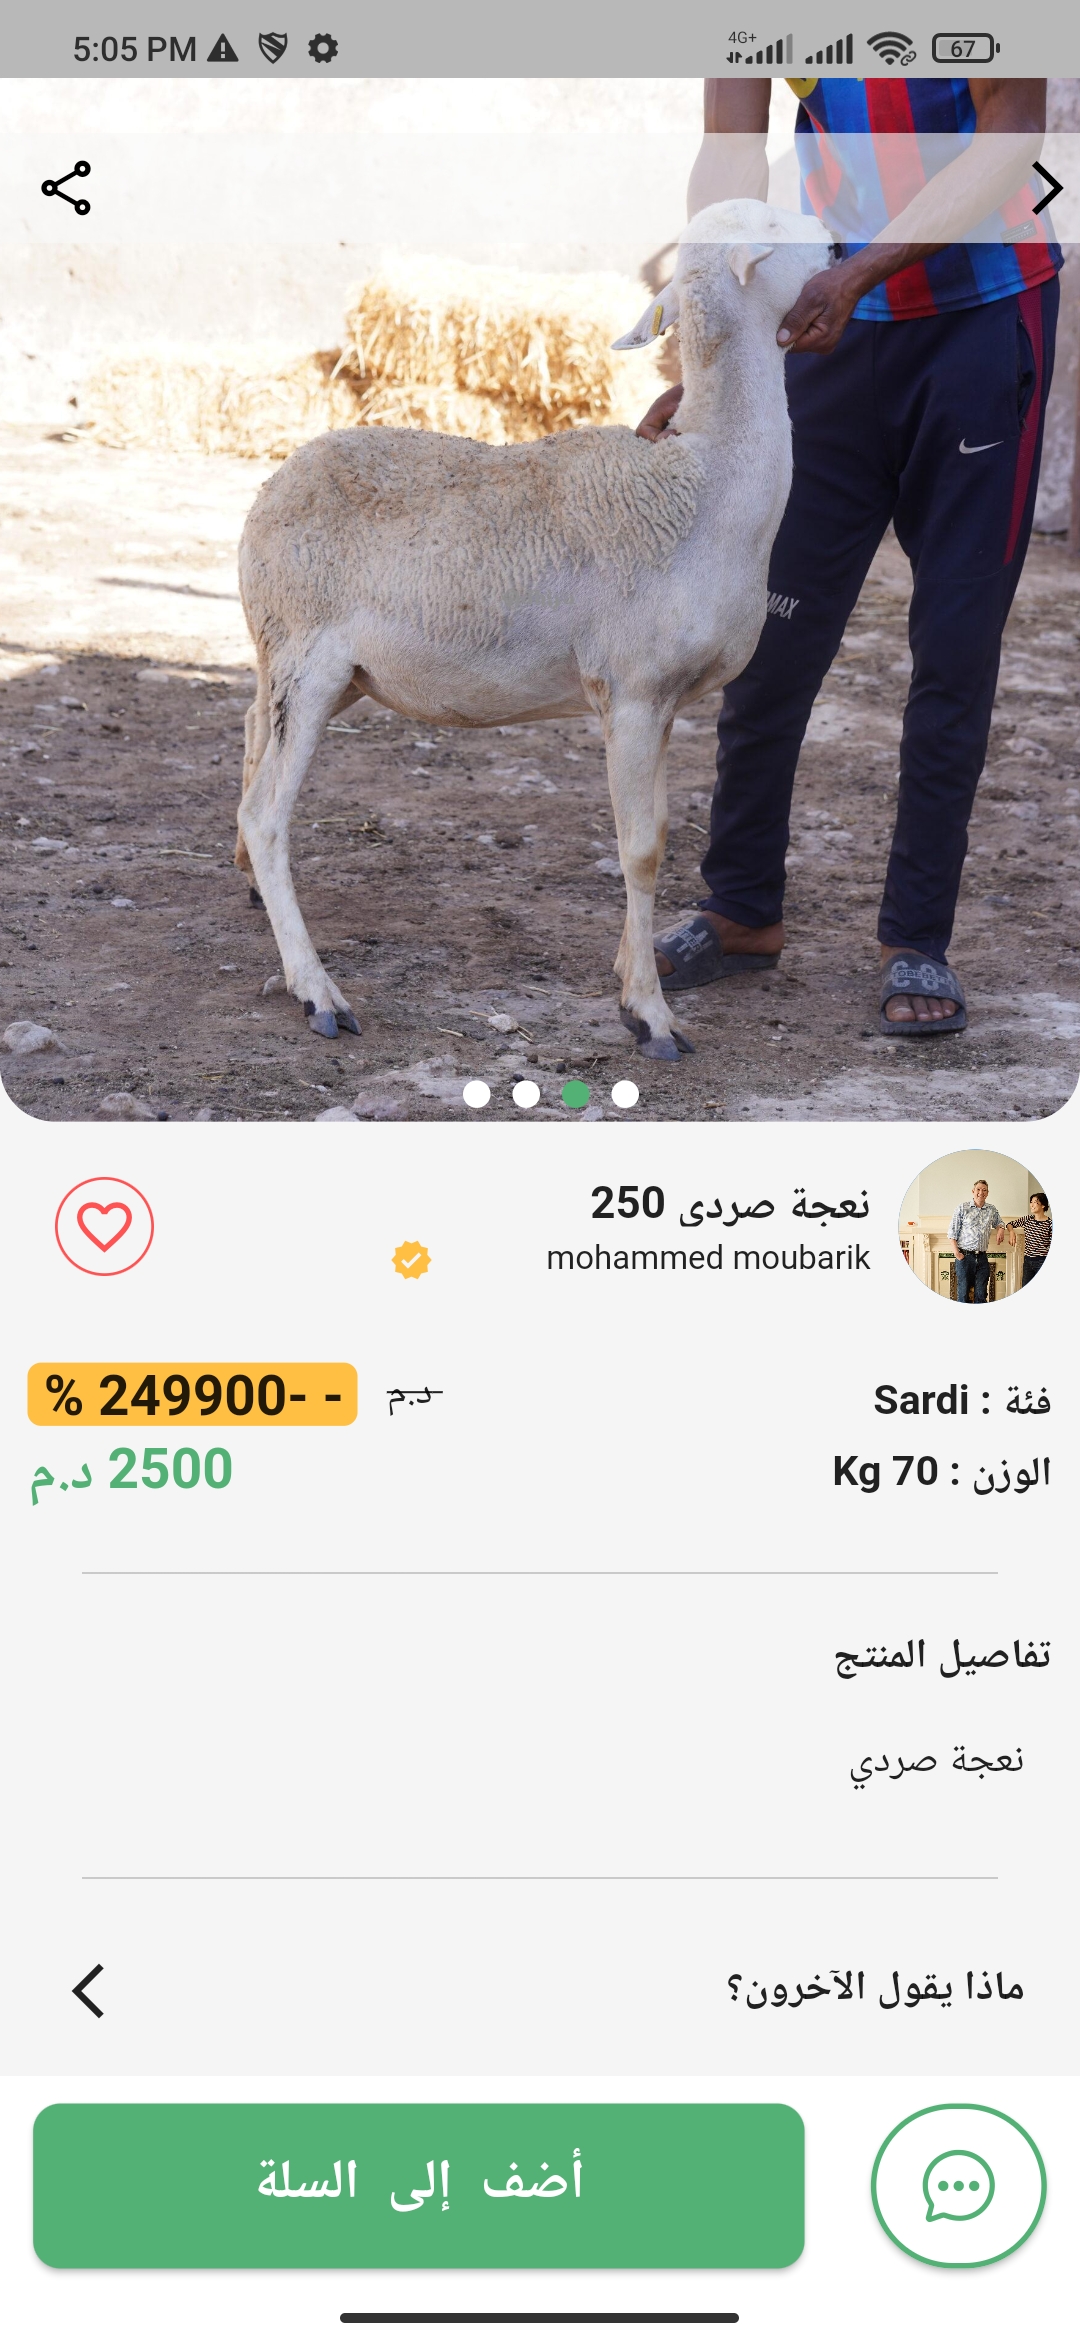 5:05 PM
4G+
67
MAX
نعجة صردى 250
mohammed moubarik
فئة : Sardi
د.م
% 249900- -
الوزن : 70 Kg
2500 د.م
تفاصيل المنتج
نعجة صردي
ماذا يقول الآخرون؟
أضف إلى السلة